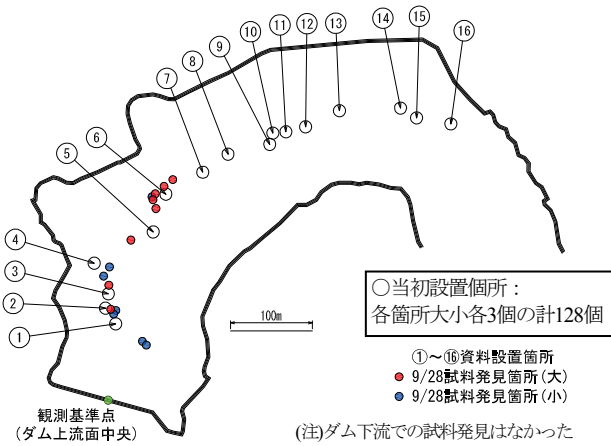 ①
②
③
④
⑤
⑥
⑦
⑧
⑨
⑩
⑪
⑫
⑬
⑭
⑮
⑯
100m
○当初設置個所：
各箇所大小各3個の計128個
①～⑯資料設置箇所
9/28試料発見箇所(大)
9/28試料発見箇所(小)
観測基準点
(ダム上流面中央)
(注)ダム下流での試料発見はなかった